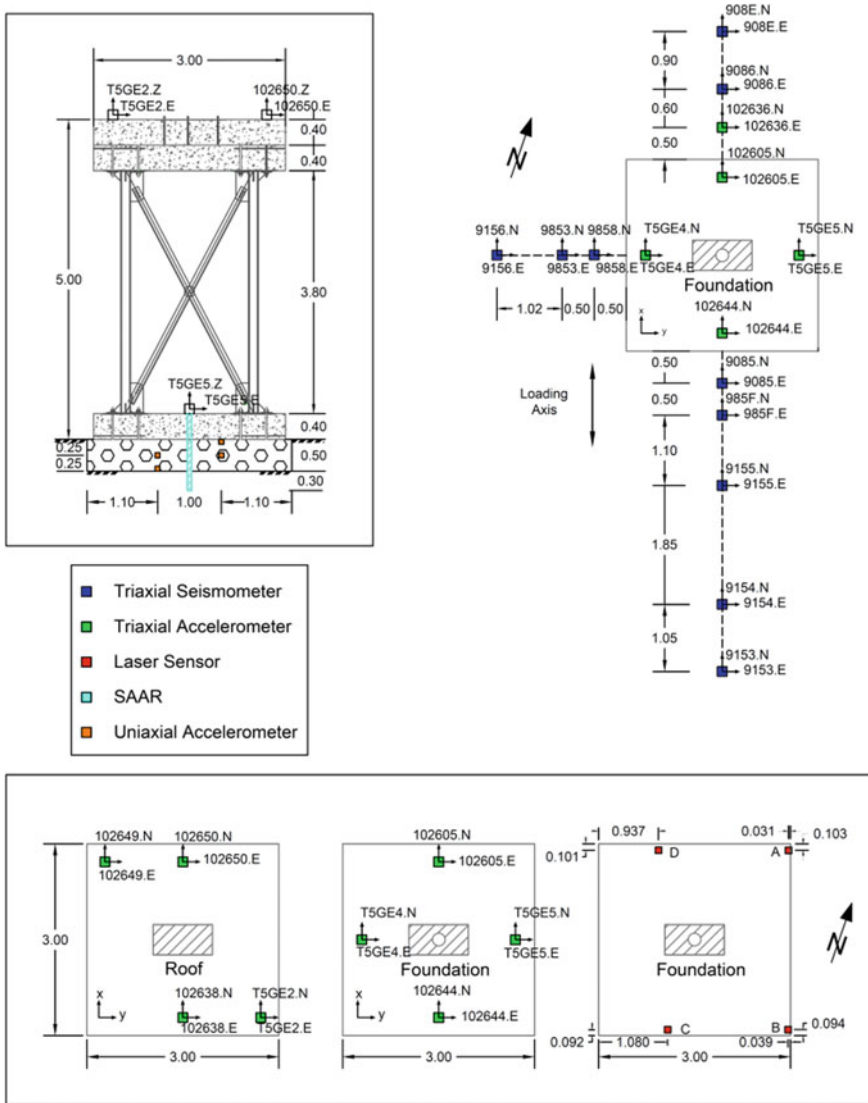 3.00
T5GE2.Z
T5GE2.E
102650.Z
102650.E
0.40
0.40
5.00
3.80
T5GE5.Z
T5GE5.E
0.40
0.25
0.25
0.50
0.30
1.10
1.00
1.10
908E.N
908E.E
0.90
9086.N
9086.E
0.60
102636.N
102636.E
0.50
102605.N
102605.E
N
9156.N
9156.E
9853.N
9853.E
9858.N
9858.E
T5GE4.N
T5GE4.E
T5GE5.N
T5GE5.E
Foundation
1.02
0.50
0.50
102644.N
102644.E
x
y
0.50
9085.N
9085.E
0.50
985F.N
985F.E
Loading
Axis
1.10
9155.N
9155.E
1.85
9154.N
9154.E
1.05
9153.N
9153.E
Triaxial Seismometer
Triaxial Accelerometer
Laser Sensor
SAAR
Uniaxial Accelerometer
102649.N
102649.E
102650.N
102650.E
3.00
Roof
x
y
102638.N
102638.E
T5GE2.N
T5GE2.E
3.00
102605.N
102605.E
T5GE4.N
T5GE4.E
T5GE5.N
T5GE5.E
Foundation
x
y
102644.N
102644.E
3.00
0.937
0.031
0.103
0.101
D
A
Foundation
N
C
B
0.094
0.092
1.080
0.039
3.00